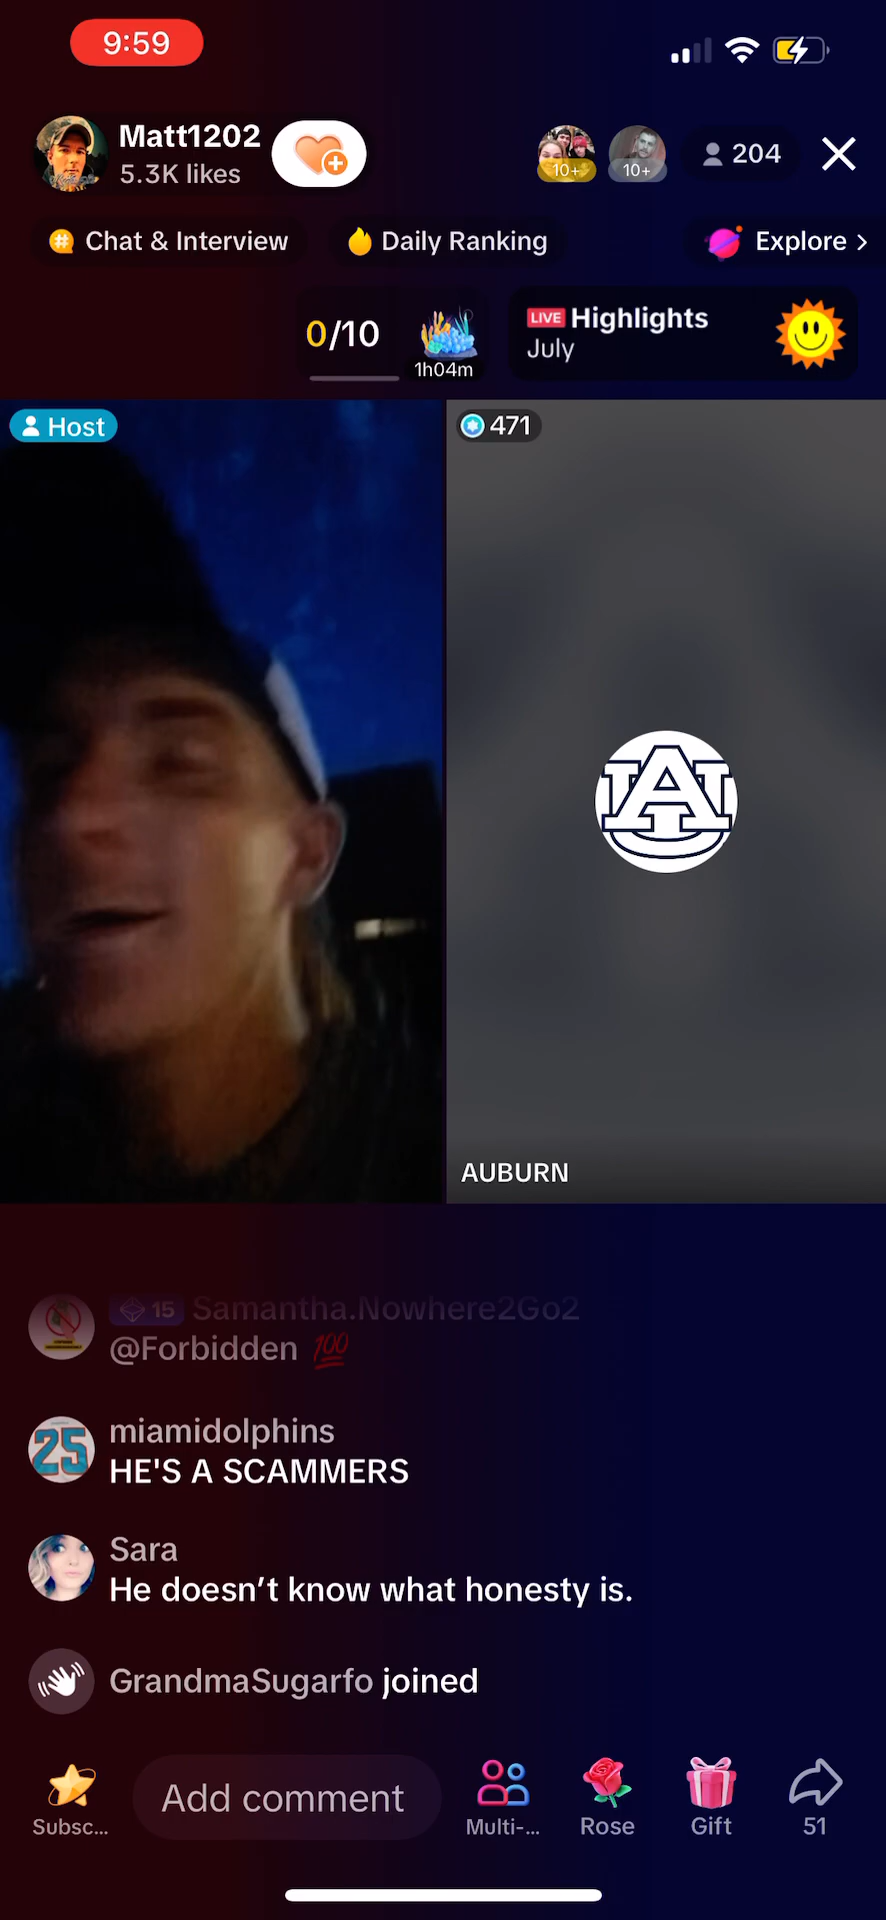 9:59
Matt1202
5.3K likes
10+
10+
204
Chat & Interview
Daily Ranking
Explore >
0/10
1h04m
LIVE Highlights
July
Host
471
AU
AUBURN
15 Samantha.Nowhere2Go2
@Forbidden 💯
25
miamidolphins
HE'S A SCAMMERS
Sara
He doesn't know what honesty is.
GrandmaSugarfo joined
Add comment
Subsc...
Multi-...
Rose
Gift
51